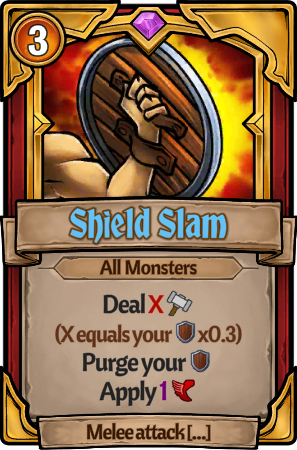 3
Shield Slam
All Monsters
Deal X
(X equals your x0.3)
Purge your
Apply 1
Melee attack [...]